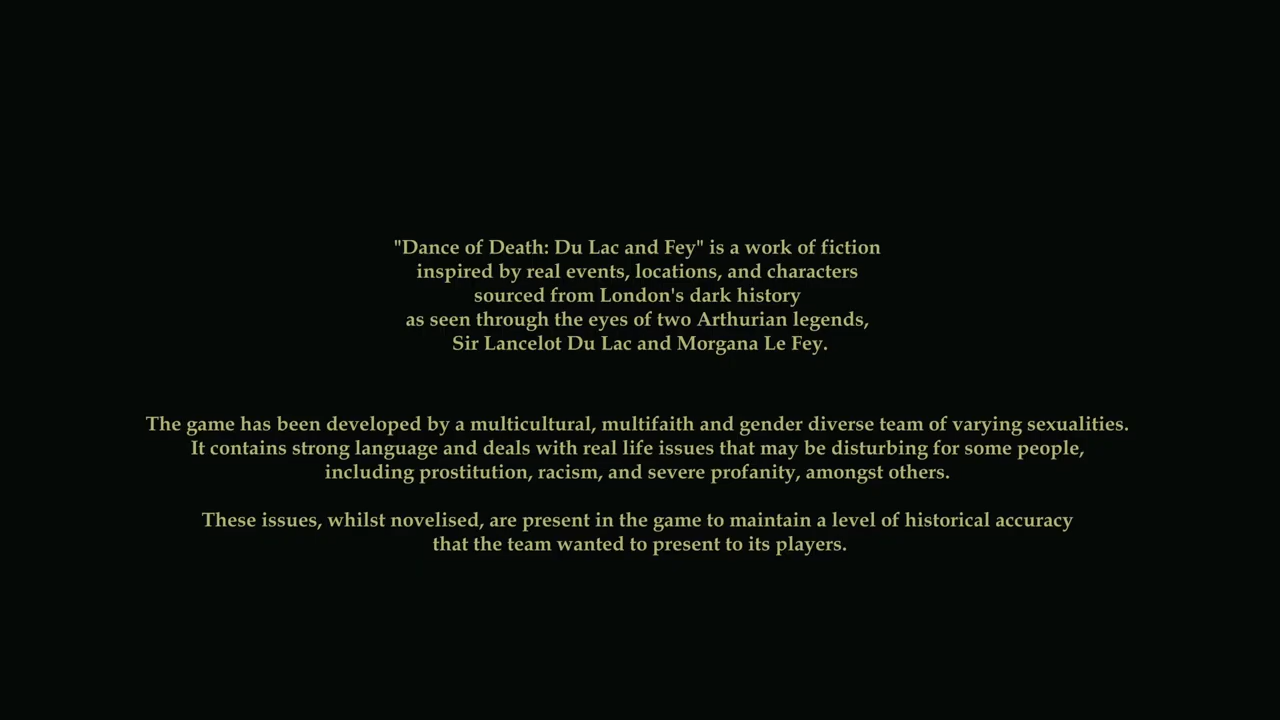 "Dance of Death: Du Lac and Fey" is a work of fiction
inspired by real events, locations, and characters
sourced from London's dark history
as seen through the eyes of two Arthurian legends,
Sir Lancelot Du Lac and Morgana Le Fey.
The game has been developed by a multicultural, multifaith and gender diverse team of varying sexualities.
It contains strong language and deals with real life issues that may be disturbing for some people,
including prostitution, racism, and severe profanity, amongst others.
These issues, whilst novelised, are present in the game to maintain a level of historical accuracy
that the team wanted to present to its players.